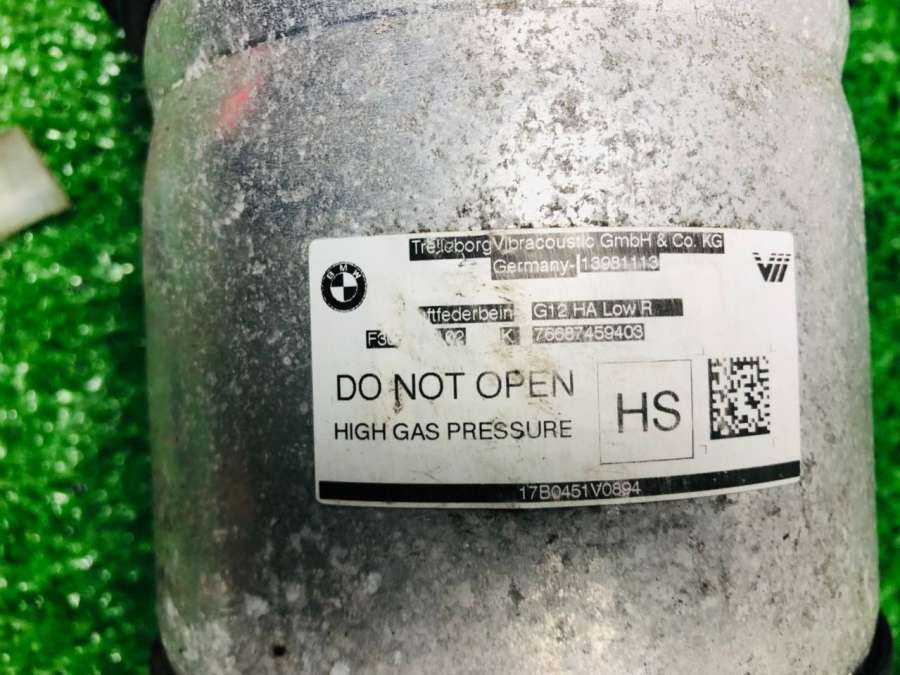 Trelleborg Vibracoustic GmbH & Co. KG
Germany- 13981113
BMW
G12 HA Low R
K 76687459403
DO NOT OPEN
HS
HIGH GAS PRESSURE
17B0451V0894